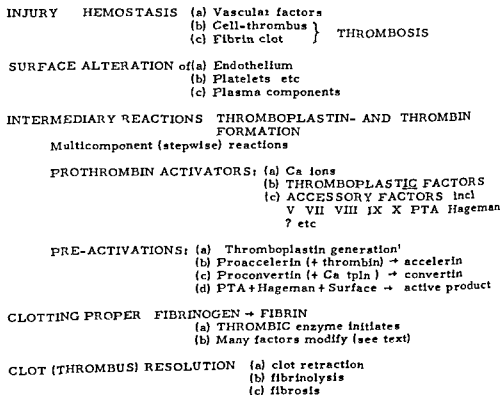 INJURY HEMOSTASIS (a) Vascular factors
(b) Cell-thrombus
(c) Fibrin clot } THROMBOSIS
SURFACE ALTERATION of(a) Endothelium
(b) Platelets etc
(c) Plasma components
INTERMEDIARY REACTIONS THROMBOPLASTIN- AND THROMBIN
FORMATION
Multicomponent (stepwise) reactions
PROTHROMBIN ACTIVATORS: (a) Ca ions
(b) THROMBOPLASTIC FACTORS
(c) ACCESSORY FACTORS incl
V VII VIII IX X PTA Hageman
? etc
PRE-ACTIVATIONS: (a) Thromboplastin generation'
(b) Proaccelerin (+ thrombin) → accelerin
(c) Proconvertin (+ Ca tpln ) → convertin
(d) PTA+Hageman + Surface → active product
CLOTTING PROPER FIBRINOGEN → FIBRIN
(a) THROMBIC enzyme initiates
(b) Many factors modify (see text)
CLOT (THROMBUS) RESOLUTION (a) clot retraction
(b) fibrinolysis
(c) fibrosis